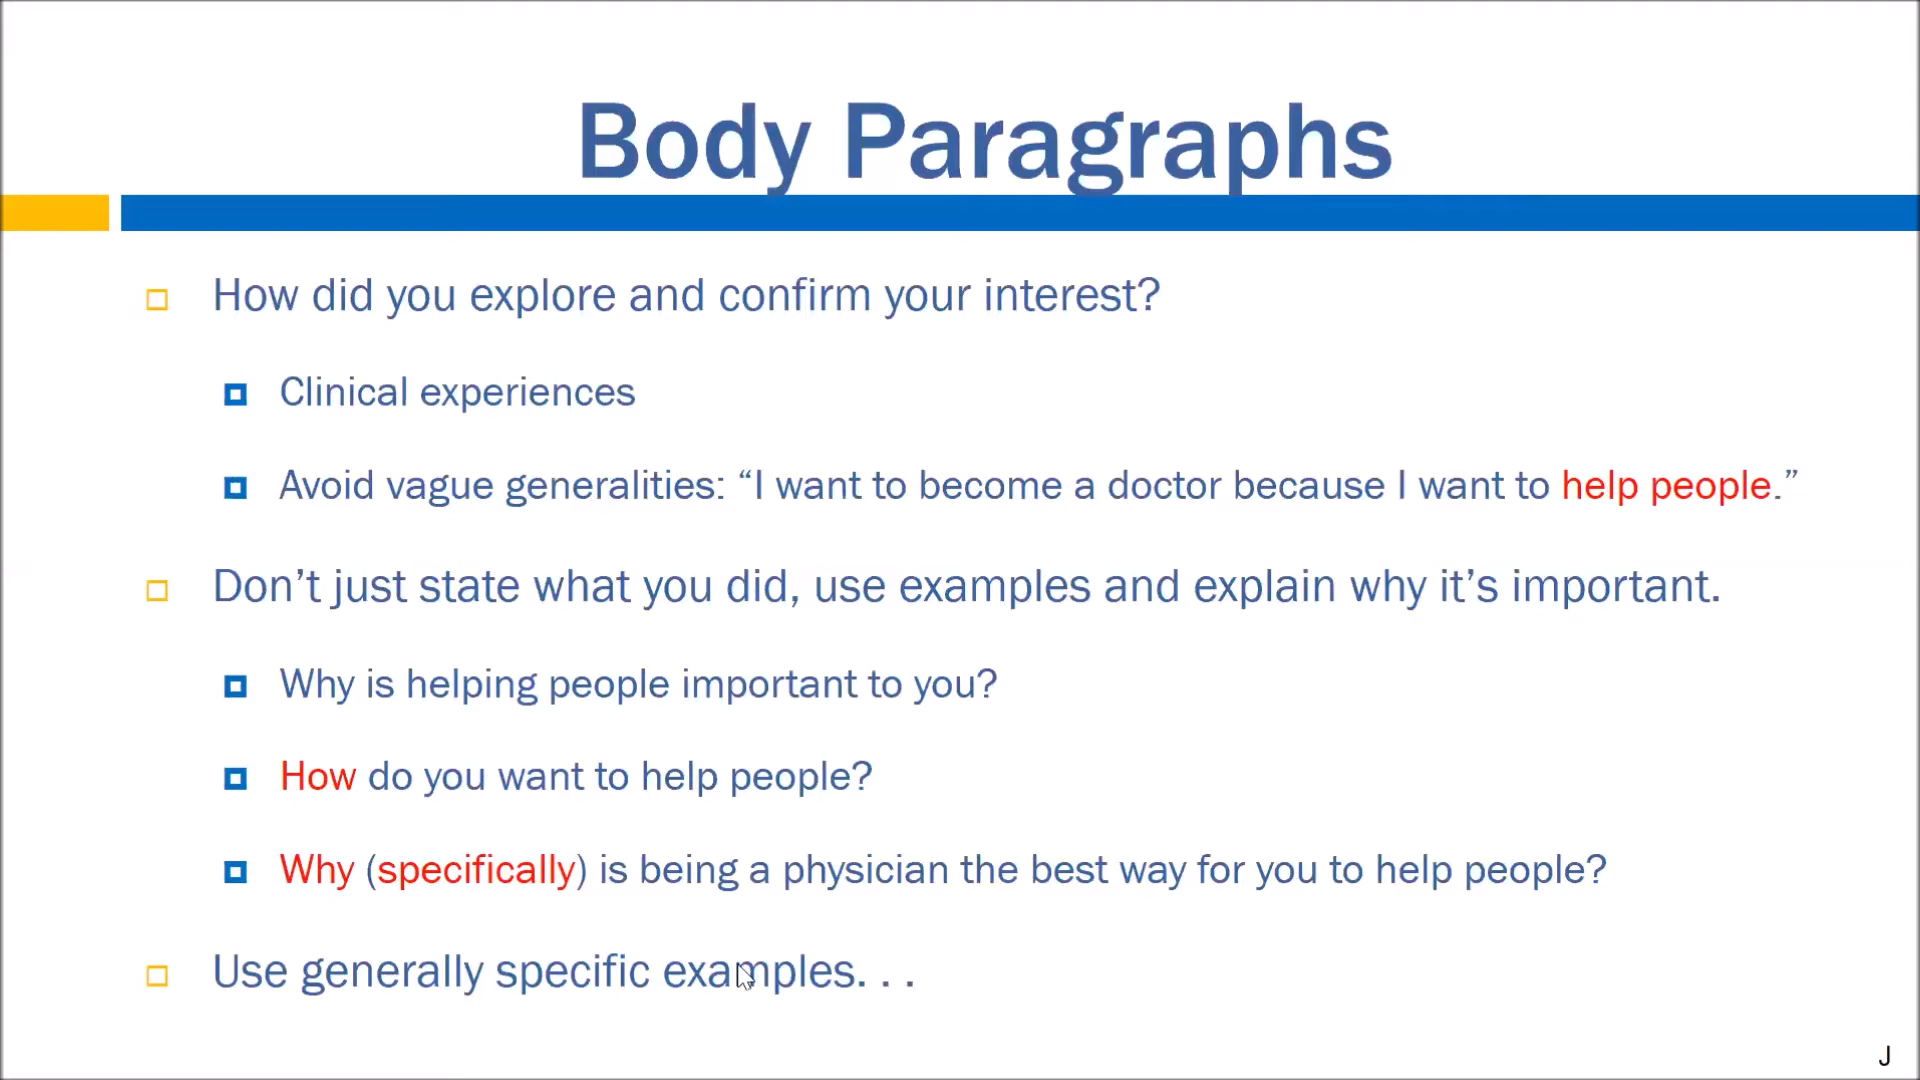 Body Paragraphs
How did you explore and confirm your interest?
Clinical experiences
Avoid vague generalities: “I want to become a doctor because I want to help people.”
Don’t just state what you did, use examples and explain why it’s important.
Why is helping people important to you?
How do you want to help people?
Why (specifically) is being a physician the best way for you to help people?
Use generally specific examples. . .
J